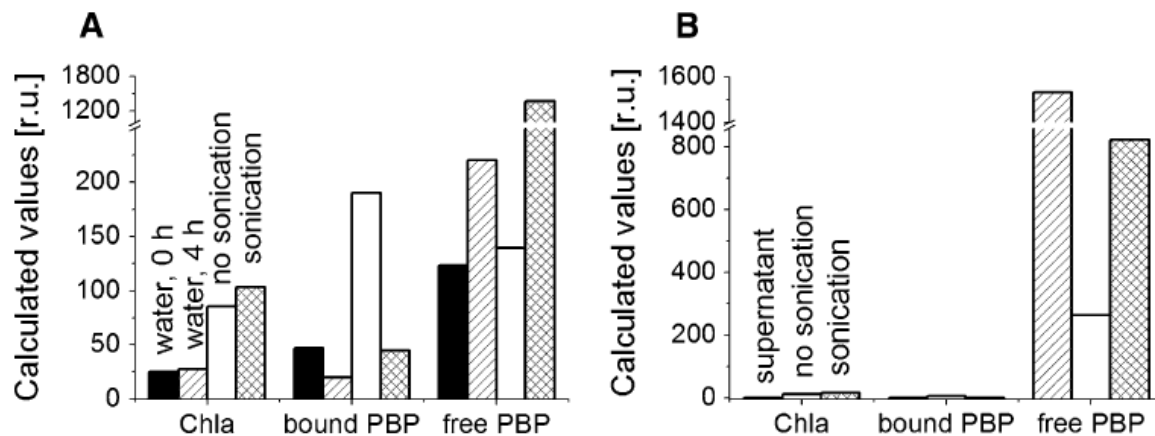 A
Calculated values [r.u.]
1800
1200
200
150
100
50
0
water, 0 h
water, 4 h
no sonication
sonication
Chla
bound PBP
free PBP
B
Calculated values [r.u.]
1600
1400
800
600
400
200
0
supernatant
no sonication
sonication
Chla
bound PBP
free PBP